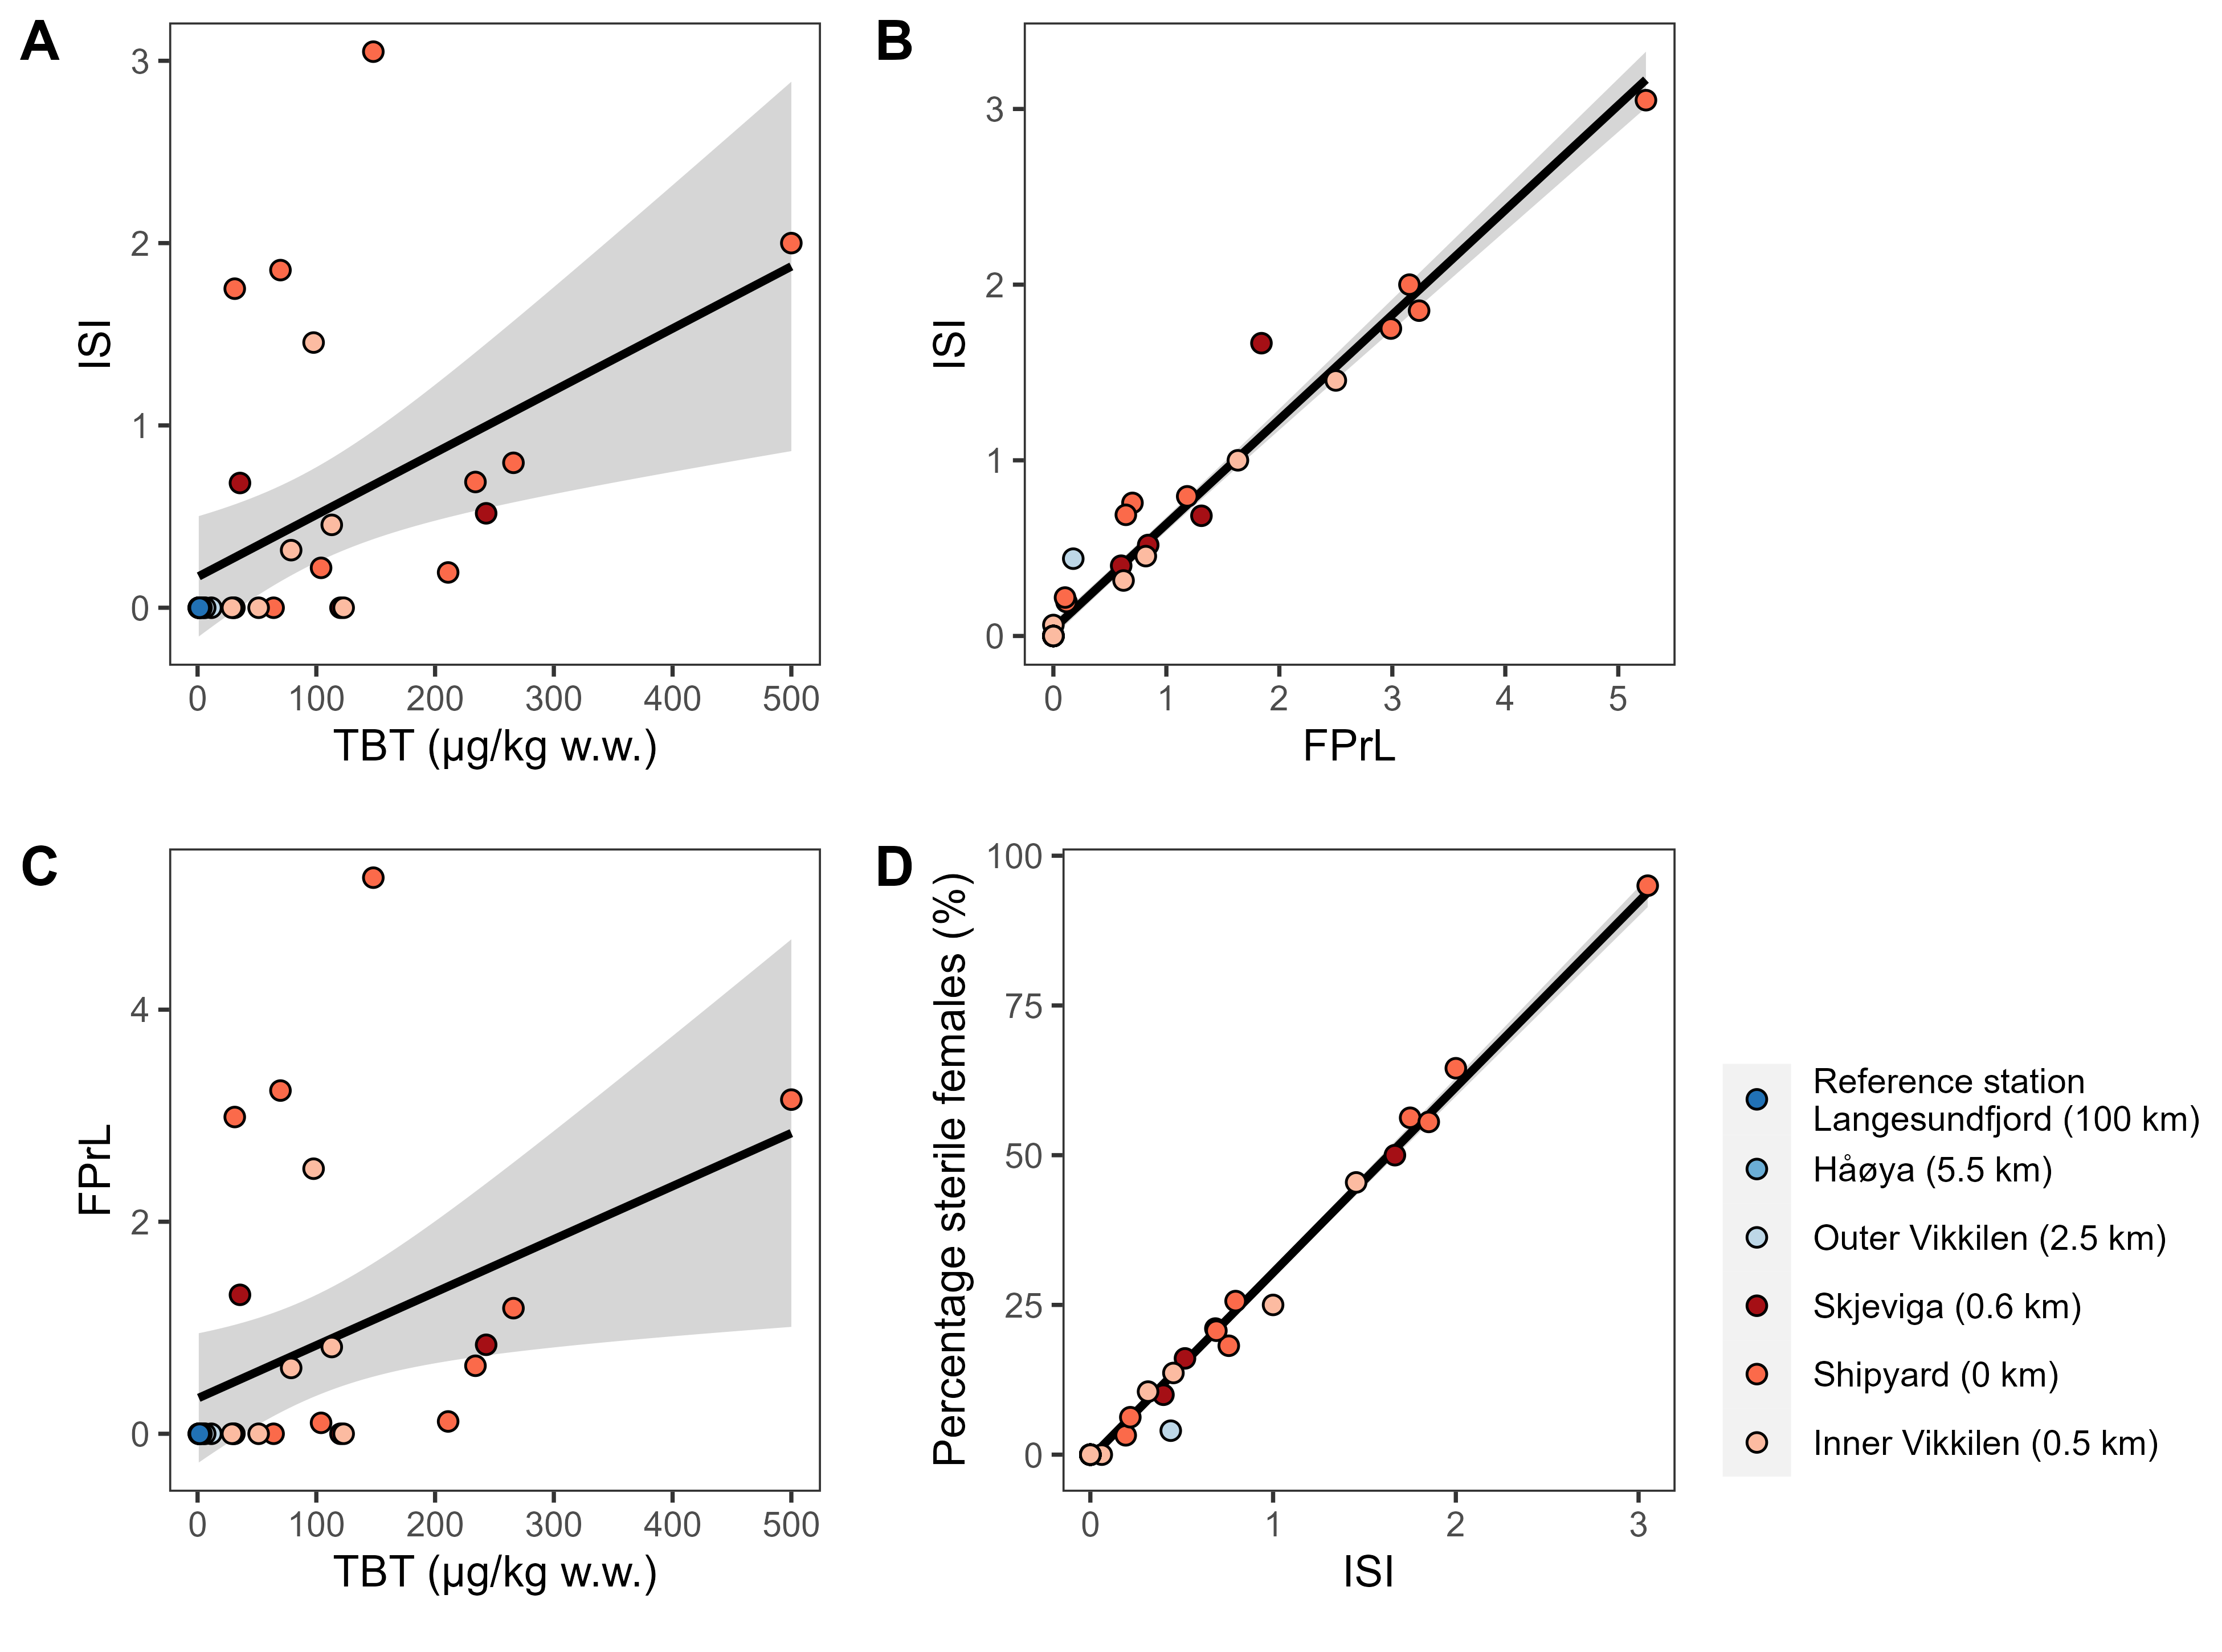 A
3
2
1
0
ISI
0 100 200 300 400 500
TBT (µg/kg w.w.)
B
3
2
1
0
ISI
0 1 2 3 4 5
FPrL
C
4
2
0
FPrL
0 100 200 300 400 500
TBT (µg/kg w.w.)
D
100
75
50
25
0
Percentage sterile females (%)
0 1 2 3
ISI
Reference station
Langesundfjord (100 km)
Håøya (5.5 km)
Outer Vikkilen (2.5 km)
Skjeviga (0.6 km)
Shipyard (0 km)
Inner Vikkilen (0.5 km)